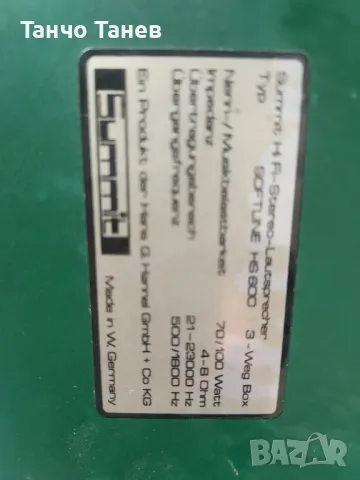 Танчо Танев
Summit Hi Fi-Stereo-Lautsprecher
Typ SOFTLINE HS 600 3-Weg Box
Nenn-/Musikbelastbarkeit 70/100 Watt
Impedanz 4-8 Ohm
Übertragungsbereich 21-23000 Hz
Übergangsfrequenz 500/1800 Hz
Summit
Ein Produkt der Hans G. Hennel GmbH + Co KG
Made in W. Germany
BAZAR